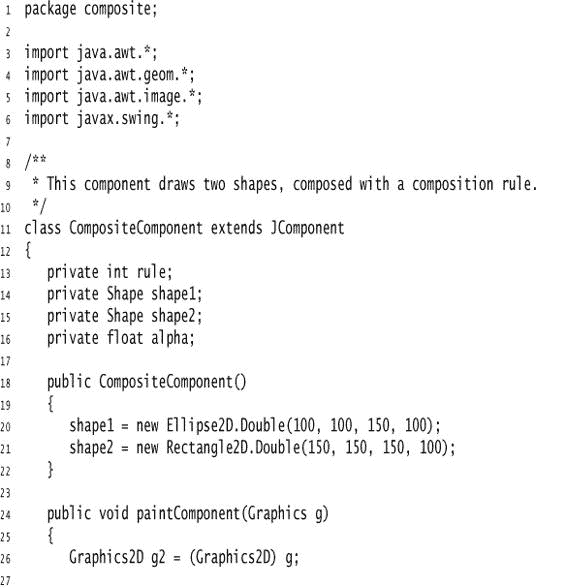 1 package composite;
2
3 import java.awt.*;
4 import java.awt.geom.*;
5 import java.awt.image.*;
6 import javax.swing.*;
7
8 /**
9  * This component draws two shapes, composed with a composition rule.
10  */
11 class CompositeComponent extends JComponent
12 {
13    private int rule;
14    private Shape shape1;
15    private Shape shape2;
16    private float alpha;
17
18    public CompositeComponent()
19    {
20       shape1 = new Ellipse2D.Double(100, 100, 150, 100);
21       shape2 = new Rectangle2D.Double(150, 150, 150, 100);
22    }
23
24    public void paintComponent(Graphics g)
25    {
26       Graphics2D g2 = (Graphics2D) g;
27